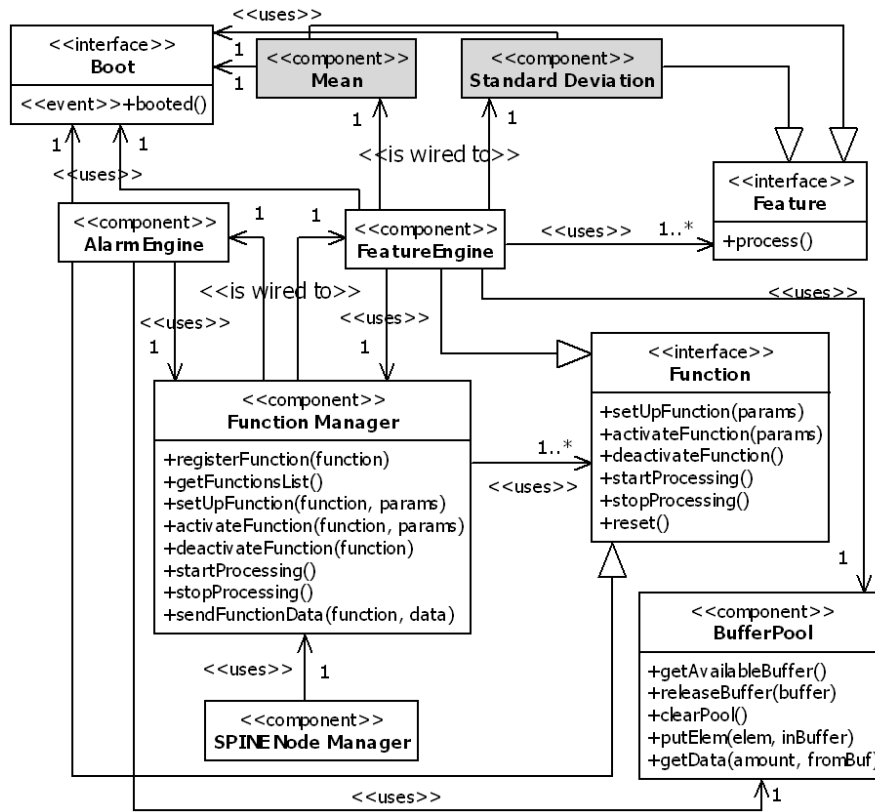 <<uses>>
<<interface>>
Boot
<<event>>+booted()
1
1
<<component>>
Mean
<<component>>
Standard Deviation
1
1
<<is wired to>>
1
1
<<uses>>
<<interface>>
Feature
+process()
<<component>>
AlarmEngine
1
1
<<component>>
FeatureEngine
<<uses>>
1..*
<<is wired to>>
<<uses>>
1
<<uses>>
1
<<uses>>
<<interface>>
Function
+setUpFunction(params)
+activateFunction(params)
+deactivateFunction()
+startProcessing()
+stopProcessing()
+reset()
<<component>>
Function Manager
+registerFunction(function)
+getFunctionsList()
+setUpFunction(function, params)
+activateFunction(function, params)
+deactivateFunction(function)
+startProcessing()
+stopProcessing()
+sendFunctionData(function, data)
1..*
<<uses>>
1
<<component>>
BufferPool
+getAvailableBuffer()
+releaseBuffer(buffer)
+clearPool()
+putElem(elem, inBuffer)
+getData(amount, fromBuf)
<<uses>>
1
<<component>>
SPINENode Manager
<<uses>>
1